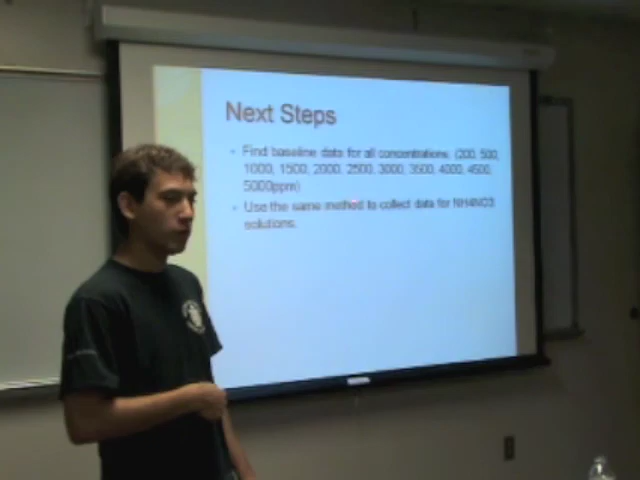 Next Steps
Find baseline data for all concentrations. (200, 500,
1000, 1500, 2000, 2500, 3000, 3500, 4000, 4500,
5000ppm)
Use the same method to collect data for NH4NO3
solutions.